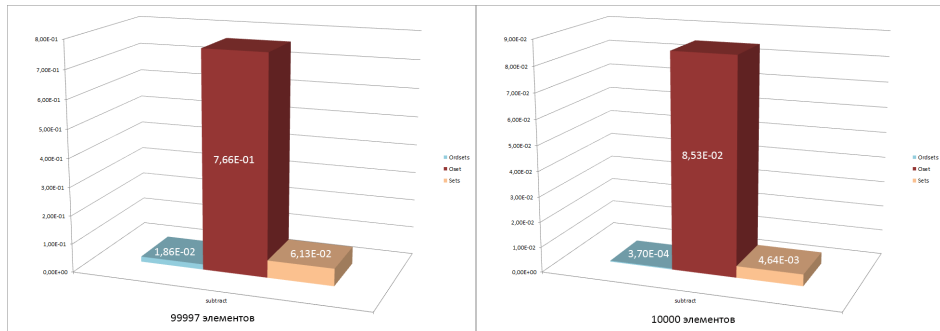 8,00E-01
7,00E-01
6,00E-01
5,00E-01
4,00E-01
3,00E-01
2,00E-01
1,00E-01
0,00E+00
7,66E-01
1,86E-02
6,13E-02
Ordsets
Oset
Sets
subtract
99997 элементов
9,00E-02
8,00E-02
7,00E-02
6,00E-02
5,00E-02
4,00E-02
3,00E-02
2,00E-02
1,00E-02
0,00E+00
8,53E-02
3,70E-04
4,64E-03
Ordsets
Oset
Sets
subtract
10000 элементов